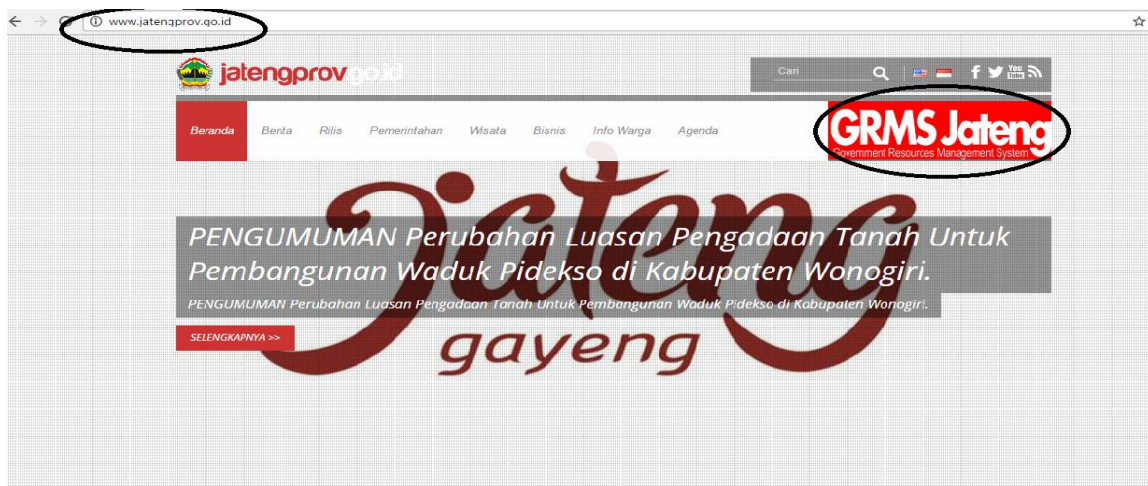 www.jatengprov.go.id
jatengprov.go.id
Cari
f You Tube
Beranda Berita Rilis Pemerintahan Wisata Bisnis Info Warga Agenda
GRMS Jateng
Government Resources Management System
jateng
gayeng
PENGUMUMAN Perubahan Luasan Pengadaan Tanah Untuk
Pembangunan Waduk Pidekso di Kabupaten Wonogiri.
PENGUMUMAN Perubahan Luasan Pengadaan Tanah Untuk Pembangunan Waduk Pidekso di Kabupaten Wonogiri.
SELENGKAPNYA >>